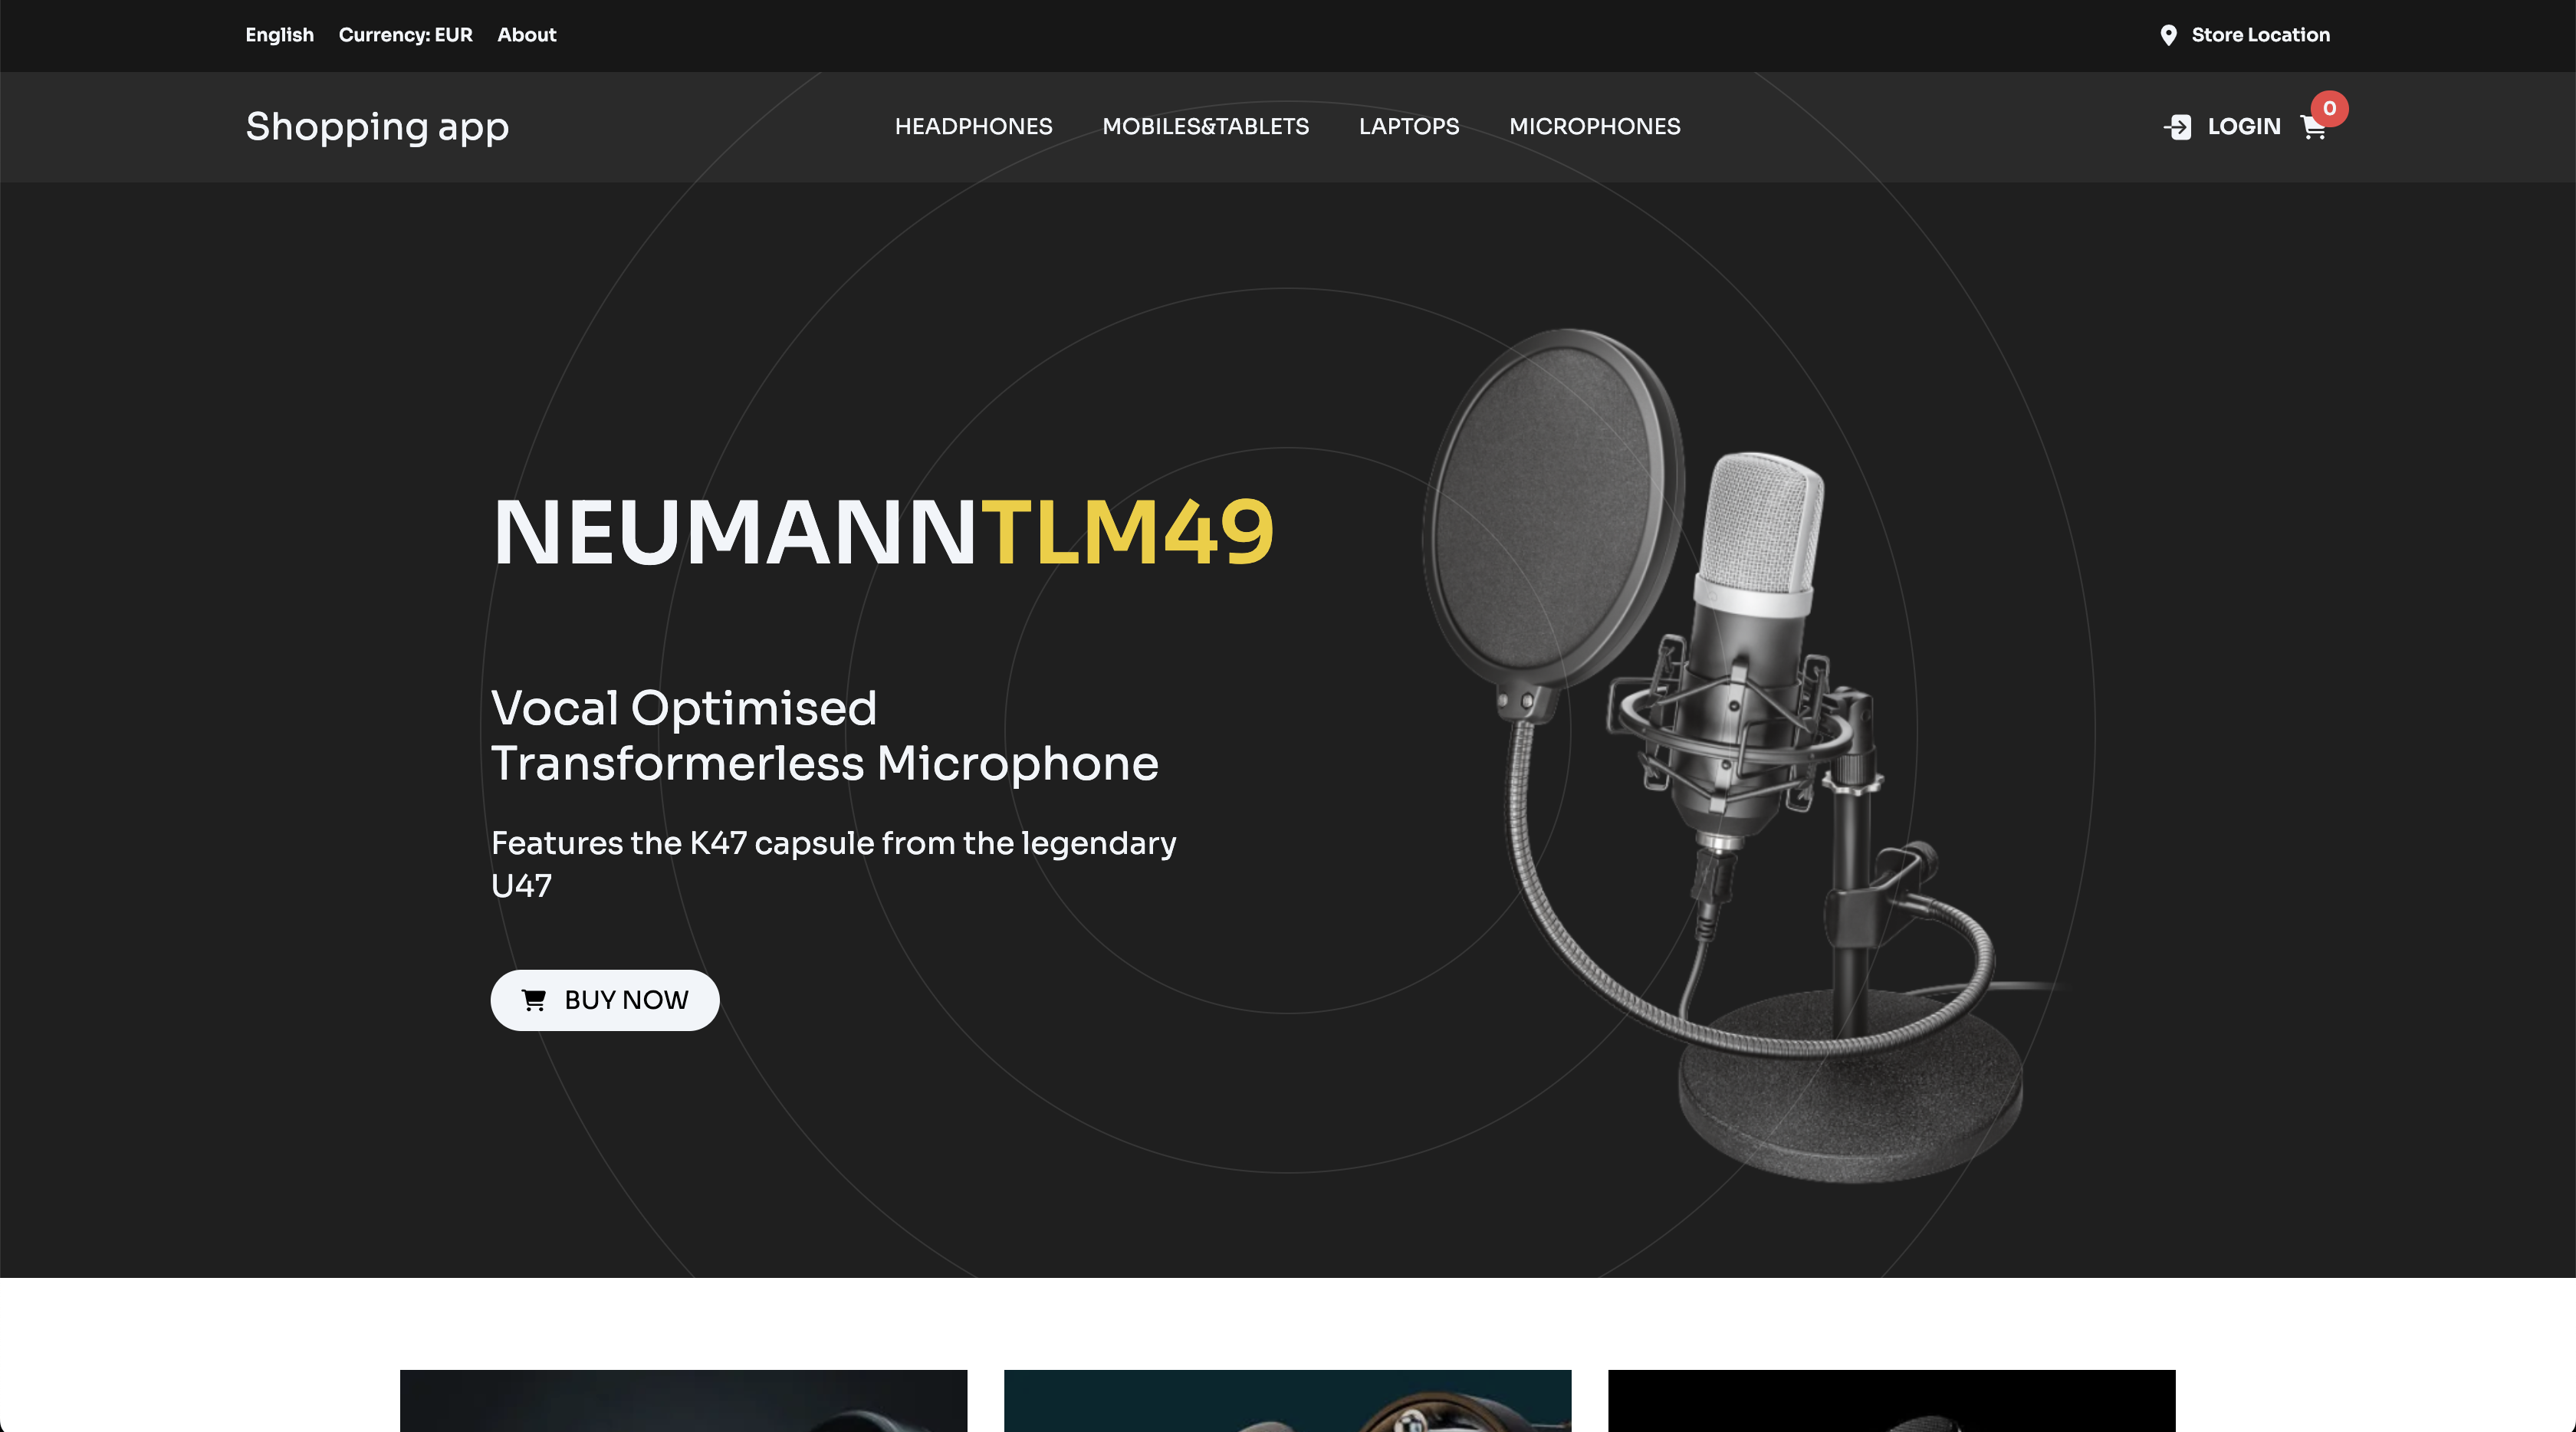 English Currency: EUR About Store Location
Shopping app HEADPHONES MOBILES&TABLETS LAPTOPS MICROPHONES LOGIN 0
NEUMANNTLM49
Vocal Optimised
Transformerless Microphone
Features the K47 capsule from the legendary
U47
BUY NOW